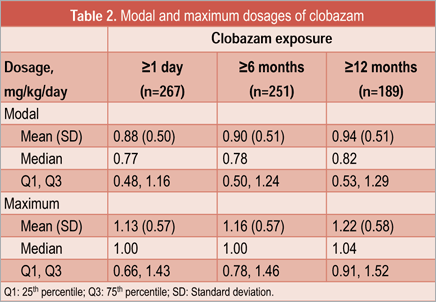 Table 2. Modal and maximum dosages of clobazam
Clobazam exposure
Dosage, mg/kg/day ≥1 day (n=267) ≥6 months (n=251) ≥12 months (n=189)
Modal
Mean (SD) 0.88 (0.50) 0.90 (0.51) 0.94 (0.51)
Median 0.77 0.78 0.82
Q1, Q3 0.48, 1.16 0.50, 1.24 0.53, 1.29
Maximum
Mean (SD) 1.13 (0.57) 1.16 (0.57) 1.22 (0.58)
Median 1.00 1.00 1.04
Q1, Q3 0.66, 1.43 0.78, 1.46 0.91, 1.52
Q1: 25th percentile; Q3: 75th percentile; SD: Standard deviation.